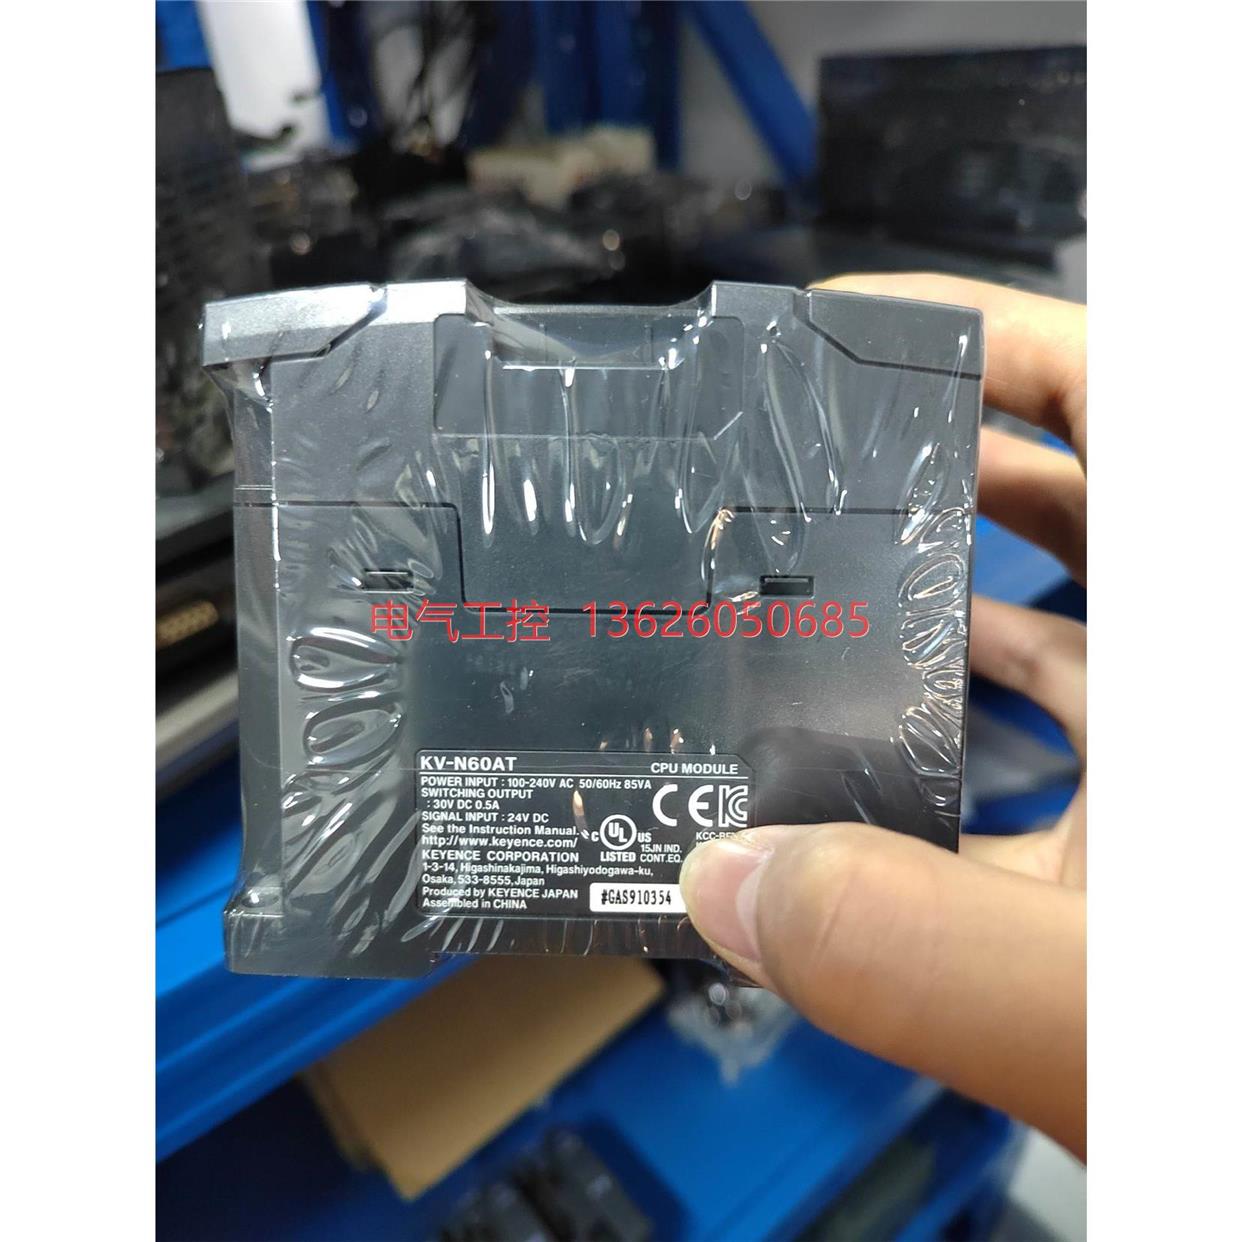 电气工控 13626050685
KV-N60AT CPU MODULE
POWER INPUT : 100-240V AC 50/60Hz 85VA
SWITCHING OUTPUT
: 30V DC 0.5A
SIGNAL INPUT : 24V DC
See the Instruction Manual.
http://www.keyence.com/
CE
c UL US
LISTED
15JN IND.
CONT.EQ.
KEYENCE CORPORATION
1-3-14, Higashinakajima, Higashiyodogawa-ku,
Osaka, 533-8555, Japan
Produced by KEYENCE JAPAN
Assembled in CHINA
#GAS910354